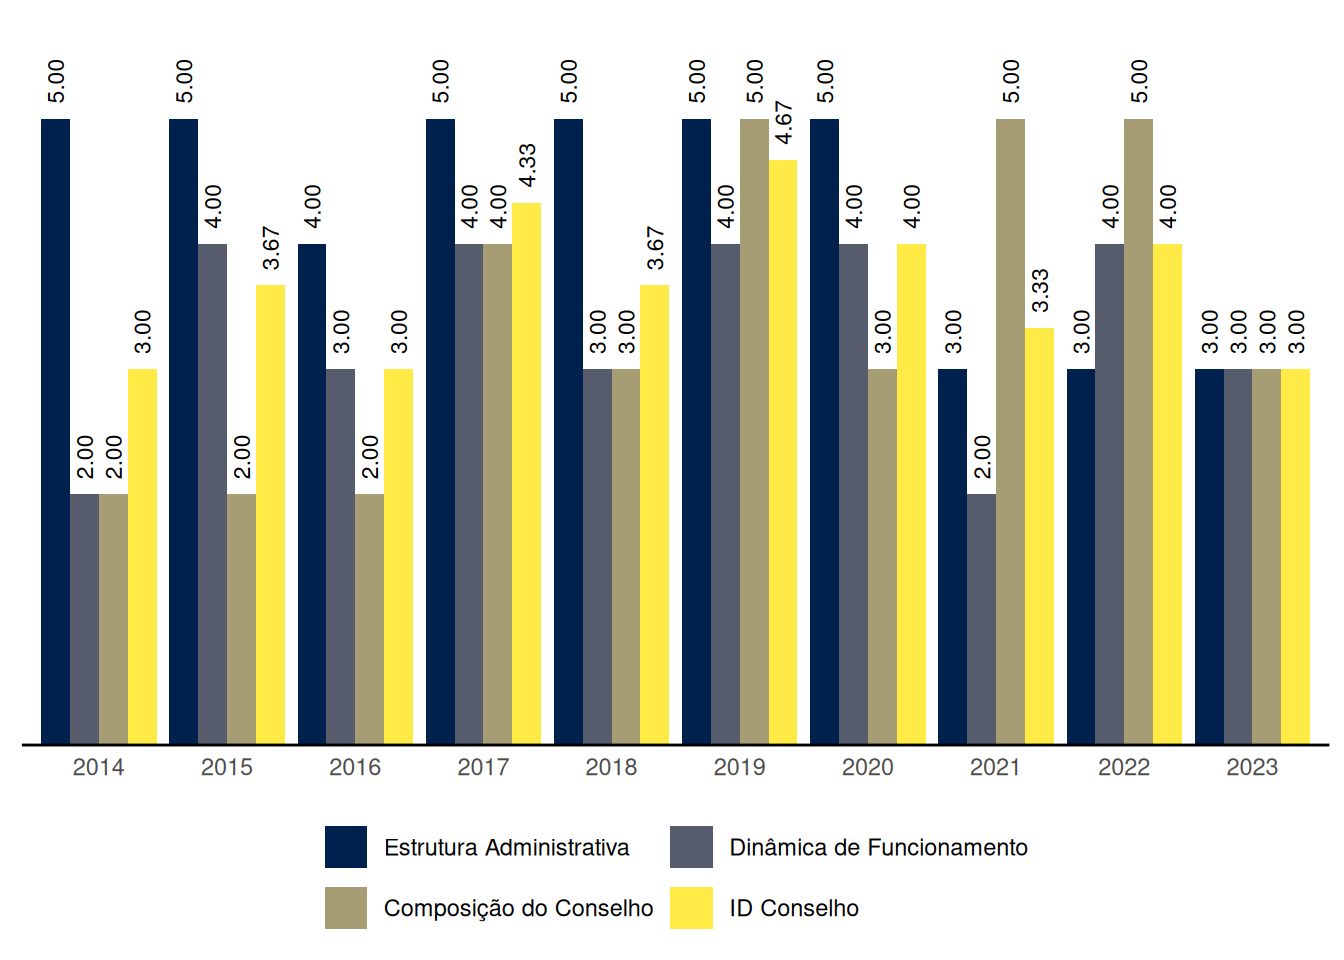 5.00 2.00 2.00 3.00
5.00 4.00 2.00 3.67
4.00 3.00 2.00 3.00
5.00 4.00 4.00 4.33
5.00 3.00 3.00 3.67
5.00 4.00 5.00 4.67
5.00 4.00 3.00 4.00
3.00 2.00 5.00 3.33
3.00 4.00 5.00 4.00
3.00 3.00 3.00 3.00
2014 2015 2016 2017 2018 2019 2020 2021 2022 2023
Estrutura Administrativa Dinâmica de Funcionamento
Composição do Conselho ID Conselho